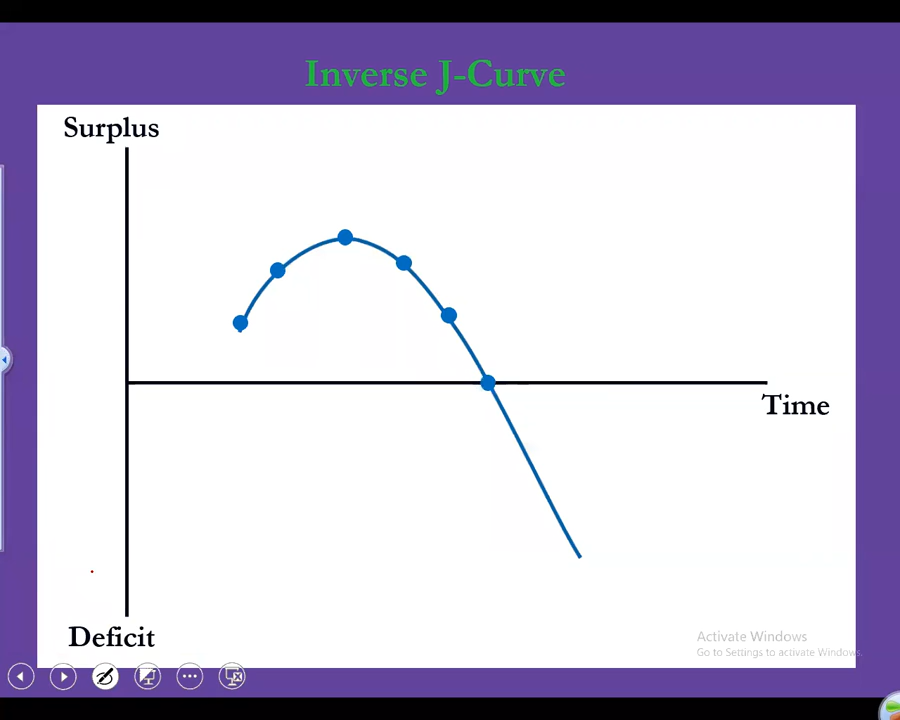 Inverse J-Curve
Surplus
Time
Deficit
Activate Windows
Go to Settings to activate Windows.